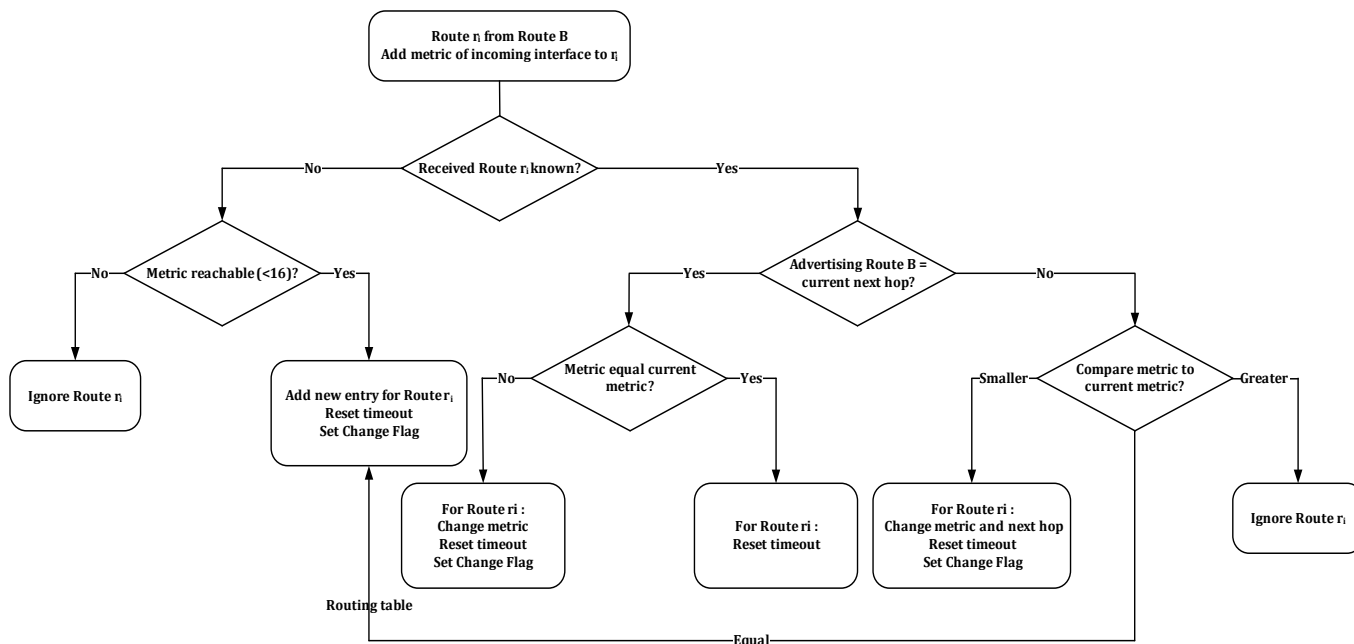 Route rᵢ from Route B
Add metric of incoming interface to rᵢ
Received Route rᵢ known?
No
Yes
Metric reachable (<16)?
No
Yes
Advertising Route B =
current next hop?
Yes
No
Ignore Route rᵢ
Add new entry for Route rᵢ
Reset timeout
Set Change Flag
Metric equal current
metric?
No
Yes
Compare metric to
current metric?
Smaller
Greater
For Route ri :
Change metric
Reset timeout
Set Change Flag
For Route ri :
Reset timeout
For Route ri :
Change metric and next hop
Reset timeout
Set Change Flag
Ignore Route rᵢ
Routing table
Equal